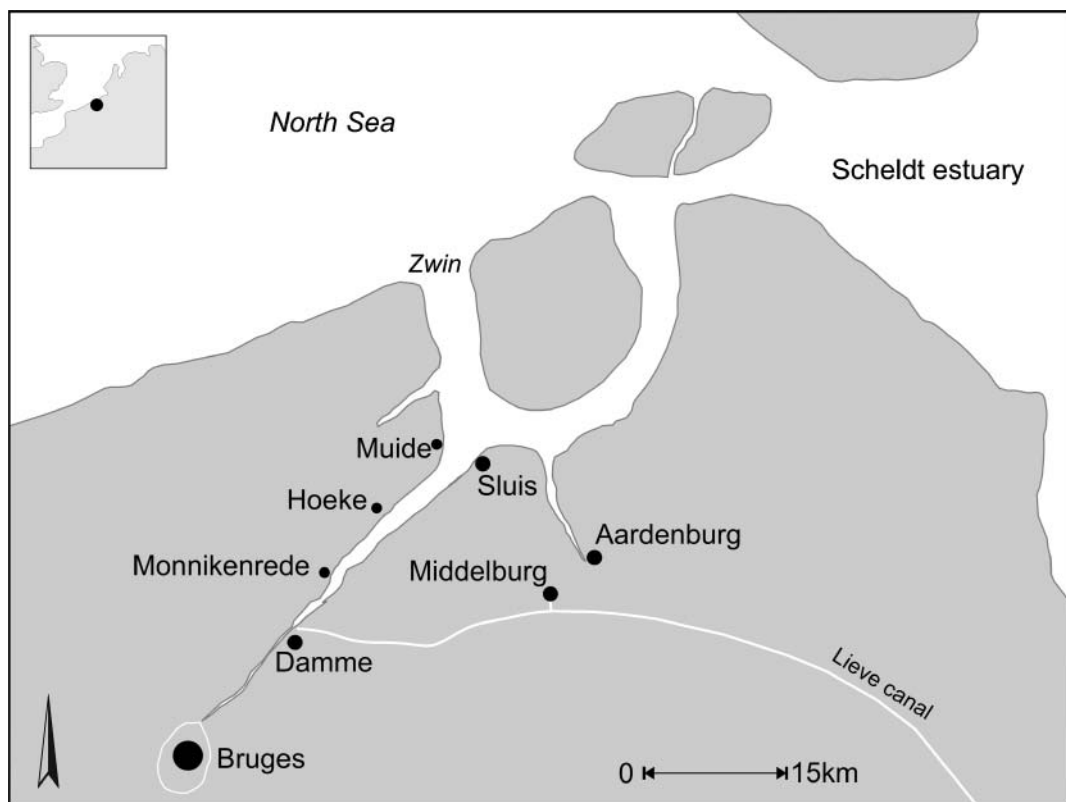 North Sea
Scheldt estuary
Zwin
Muide
Sluis
Hoeke
Aardenburg
Monnikenrede
Middelburg
Damme
Lieve canal
Bruges
0 15km